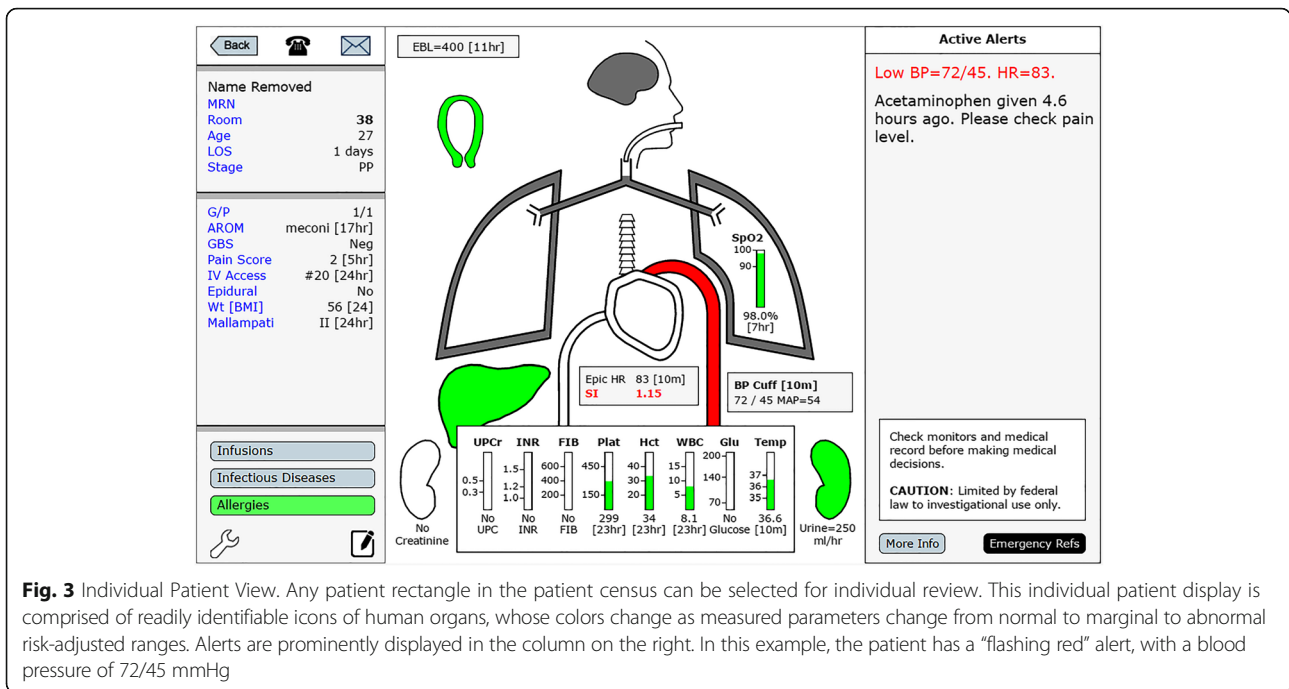 Back
EBL=400 [11hr]
Name Removed
MRN
Room 38
Age 27
LOS 1 days
Stage PP
G/P 1/1
AROM meconi [17hr]
GBS Neg
Pain Score 2 [5hr]
IV Access #20 [24hr]
Epidural No
Wt [BMI] 56 [24]
Mallampati II [24hr]
Infusions
Infectious Diseases
Allergies
SpO2
100
90
98.0%
[7hr]
Epic HR 83 [10m]
SI 1.15
BP Cuff [10m]
72 / 45 MAP=54
UPCr INR FIB Plat Hct WBC Glu Temp
0.5
0.3
1.5
1.2
1.0
600
400
200
450
150
40
30
20
15
10
5
200
140
70
37
36
35
No No No 299 34 8.1 No 36.6
UPC INR FIB [23hr] [23hr] [23hr] Glucose [10m]
No
Creatinine
Urine=250
ml/hr
Active Alerts
Low BP=72/45. HR=83.
Acetaminophen given 4.6
hours ago. Please check pain
level.
Check monitors and medical
record before making medical
decisions.
CAUTION: Limited by federal
law to investigational use only.
More Info
Emergency Refs
Fig. 3 Individual Patient View. Any patient rectangle in the patient census can be selected for individual review. This individual patient display is
comprised of readily identifiable icons of human organs, whose colors change as measured parameters change from normal to marginal to abnormal
risk-adjusted ranges. Alerts are prominently displayed in the column on the right. In this example, the patient has a “flashing red” alert, with a blood
pressure of 72/45 mmHg